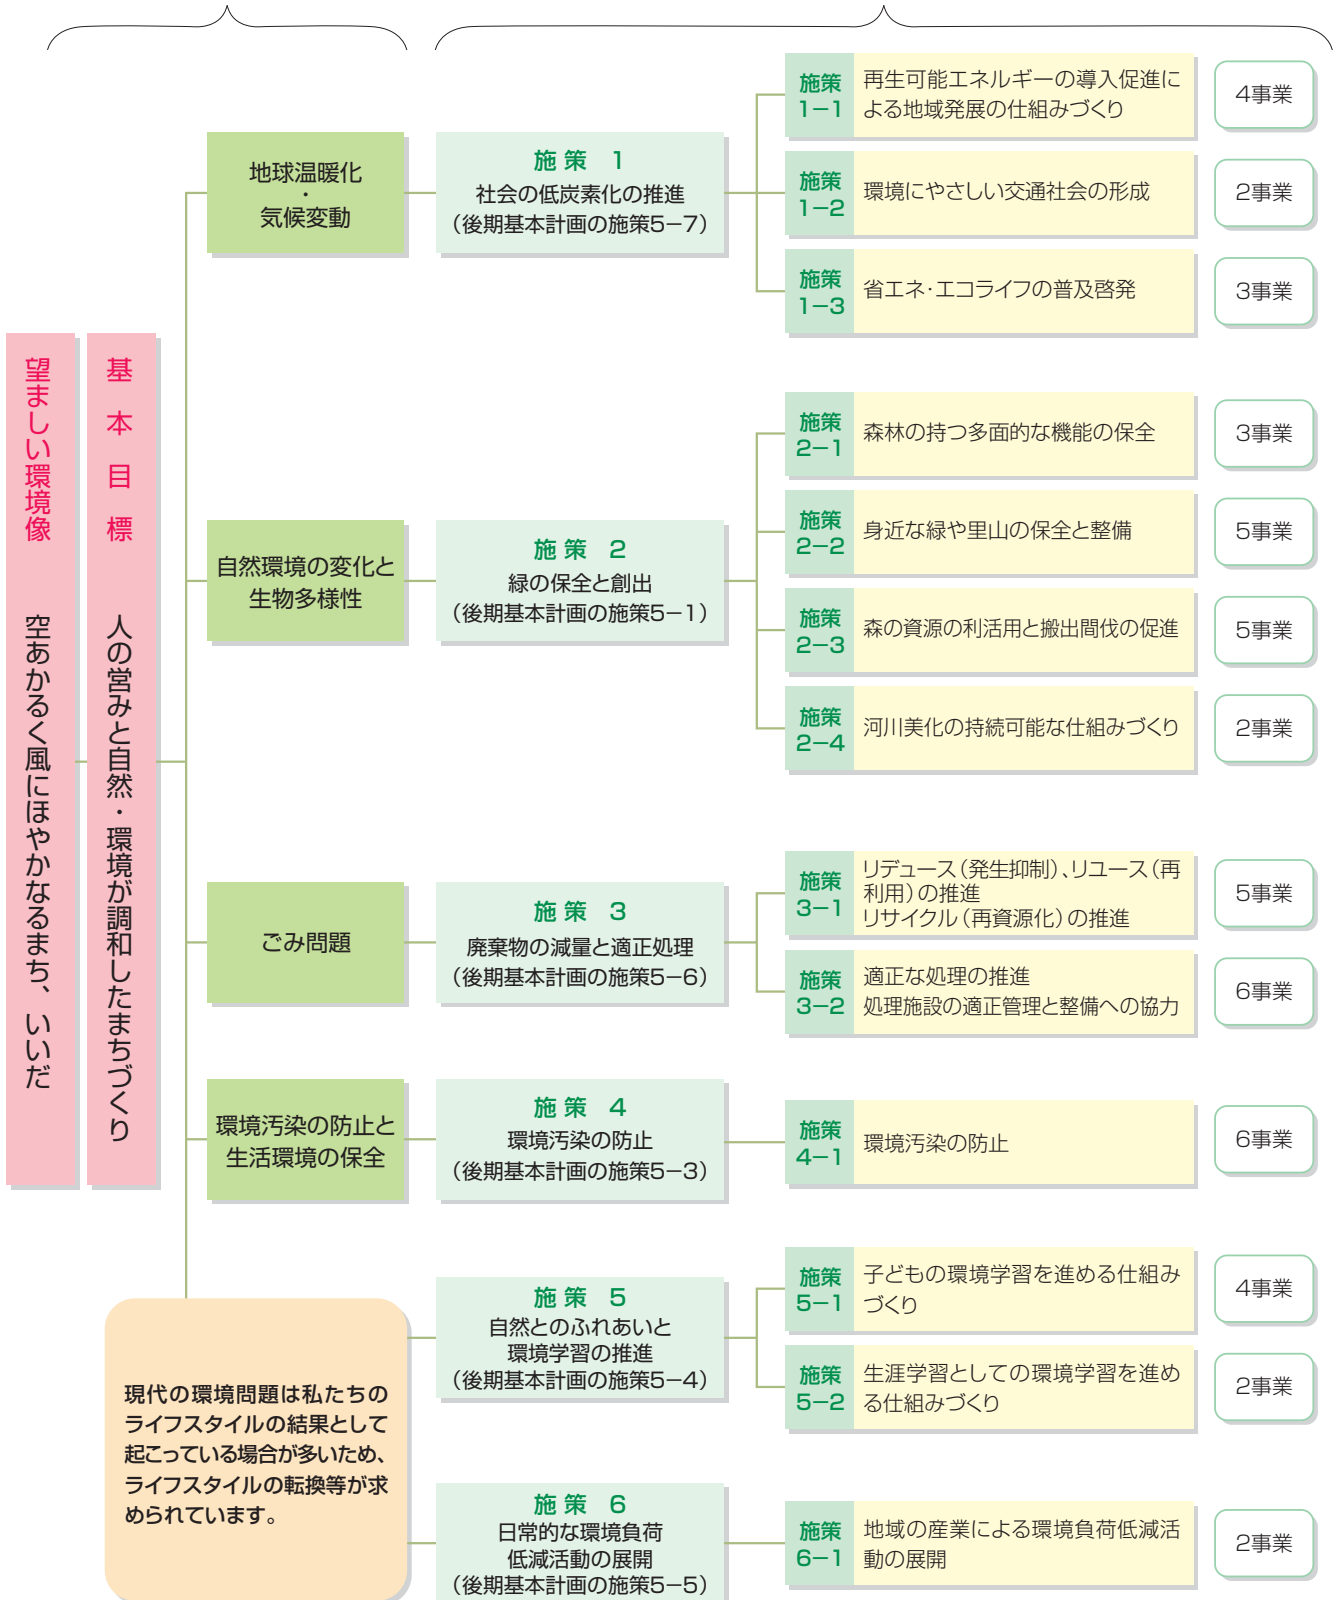 望ましい環境像　空あかるく風にほやかなるまち、いいだ
基本目標　人の営みと自然・環境が調和したまちづくり
地球温暖化
・
気候変動
施策 1
社会の低炭素化の推進
（後期基本計画の施策5−7）
施策
1−1
再生可能エネルギーの導入促進に
よる地域発展の仕組みづくり
4事業
施策
1−2
環境にやさしい交通社会の形成
2事業
施策
1−3
省エネ・エコライフの普及啓発
3事業
自然環境の変化と
生物多様性
施策 2
緑の保全と創出
（後期基本計画の施策5−1）
施策
2−1
森林の持つ多面的な機能の保全
3事業
施策
2−2
身近な緑や里山の保全と整備
5事業
施策
2−3
森の資源の利活用と搬出間伐の促進
5事業
施策
2−4
河川美化の持続可能な仕組みづくり
2事業
ごみ問題
施策 3
廃棄物の減量と適正処理
（後期基本計画の施策5−6）
施策
3−1
リデュース（発生抑制）、リユース（再
利用）の推進
リサイクル（再資源化）の推進
5事業
施策
3−2
適正な処理の推進
処理施設の適正管理と整備への協力
6事業
環境汚染の防止と
生活環境の保全
施策 4
環境汚染の防止
（後期基本計画の施策5−3）
施策
4−1
環境汚染の防止
6事業
現代の環境問題は私たちの
ライフスタイルの結果として
起こっている場合が多いため、
ライフスタイルの転換等が求
められています。
施策 5
自然とのふれあいと
環境学習の推進
（後期基本計画の施策5−4）
施策
5−1
子どもの環境学習を進める仕組み
づくり
4事業
施策
5−2
生涯学習としての環境学習を進め
る仕組みづくり
2事業
施策 6
日常的な環境負荷
低減活動の展開
（後期基本計画の施策5−5）
施策
6−1
地域の産業による環境負荷低減活
動の展開
2事業